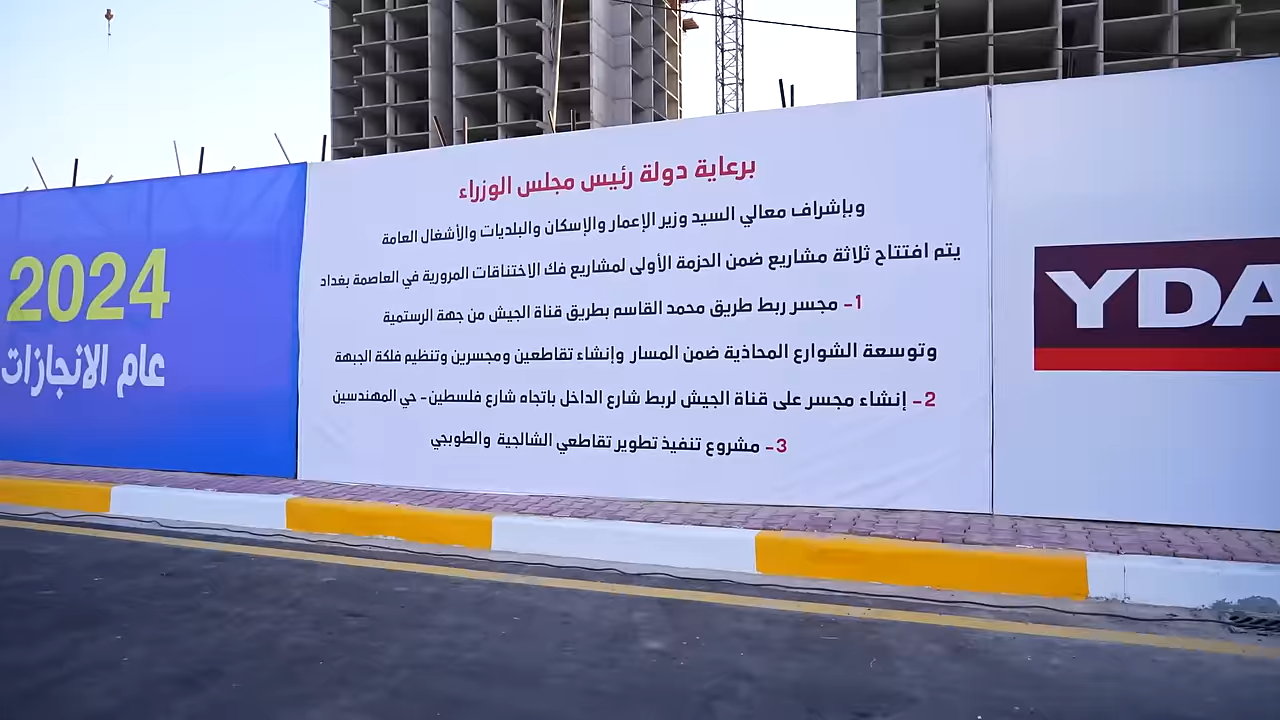 برعاية دولة رئيس مجلس الوزراء
وبإشراف معالي السيد وزير الإعمار والإسكان والبلديات والأشغال العامة
يتم افتتاح ثلاثة مشاريع ضمن الحزمة الأولى لمشاريع فك الاختناقات المرورية في العاصمة بغداد
1- مجسر ربط طريق محمد القاسم بطريق قناة الجيش من جهة الرستمية
وتوسعة الشوارع المحاذية ضمن المسار وإنشاء تقاطعين ومجسرين وتنظيم فلكة الجبهة
2- إنشاء مجسر على قناة الجيش لربط شارع الداخل باتجاه شارع فلسطين- حي المهندسين
3- مشروع تنفيذ تطوير تقاطعي الشالجية والطوبجي
2024
عام الانجازات
YDA